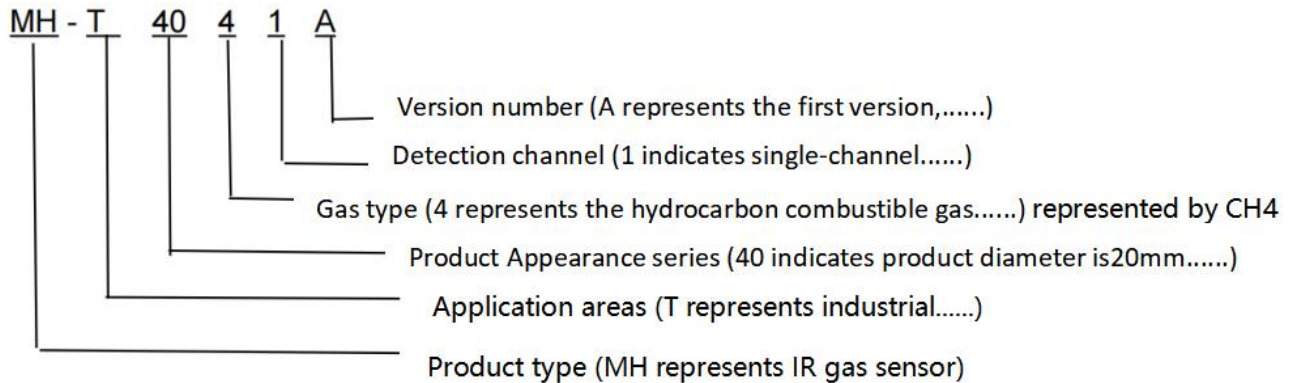 MH - T 40 4 1 A
Version number (A represents the first version,......)
Detection channel (1 indicates single-channel......)
Gas type (4 represents the hydrocarbon combustible gas......) represented by CH4
Product Appearance series (40 indicates product diameter is20mm......)
Application areas (T represents industrial......)
Product type (MH represents IR gas sensor)